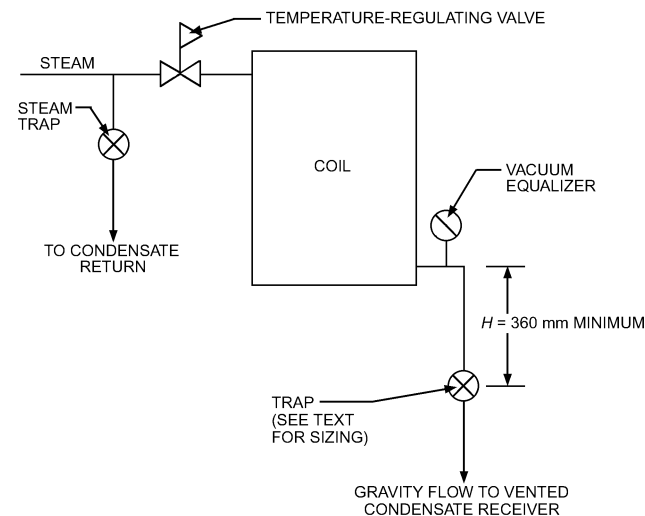 TEMPERATURE-REGULATING VALVE
STEAM
STEAM
TRAP
COIL
VACUUM
EQUALIZER
TO CONDENSATE
RETURN
H = 360 mm MINIMUM
TRAP
(SEE TEXT
FOR SIZING)
GRAVITY FLOW TO VENTED
CONDENSATE RECEIVER